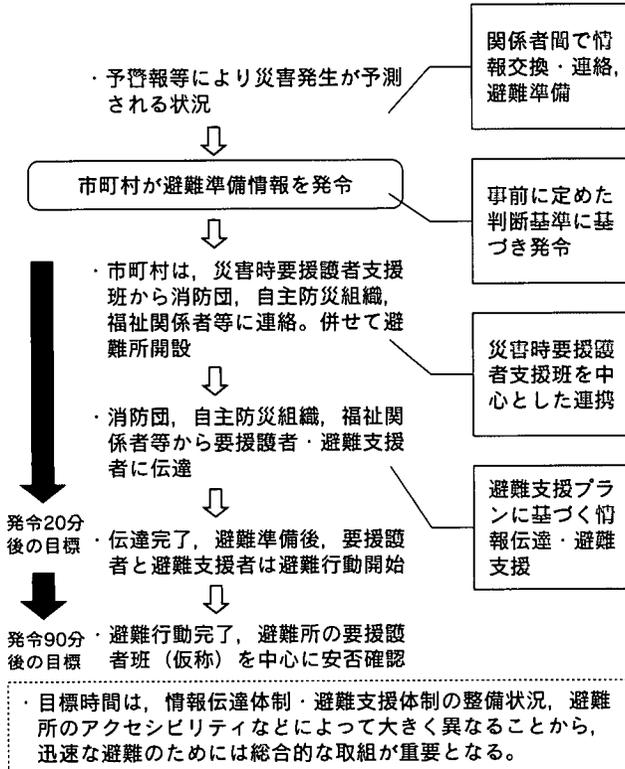 ・予警報等により災害発生が予測
される状況
関係者間で情
報交換・連絡,
避難準備
市町村が避難準備情報を発令
事前に定めた
判断基準に基
づき発令
・市町村は，災害時要援護者支援
班から消防団，自主防災組織，
福祉関係者等に連絡。併せて避
難所開設
災害時要援護
者支援班を中
心とした連携
・消防団，自主防災組織，福祉関
係者等から要援護者・避難支援
者に伝達
避難支援プラ
ンに基づく情
報伝達・避難
支援
発令20分
後の目標
・伝達完了，避難準備後，要援護
者と避難支援者は避難行動開始
発令90分
後の目標
・避難行動完了，避難所の要援護
者班（仮称）を中心に安否確認
・目標時間は，情報伝達体制・避難支援体制の整備状況，避難
所のアクセシビリティなどによって大きく異なることから，
迅速な避難のためには総合的な取組が重要となる。